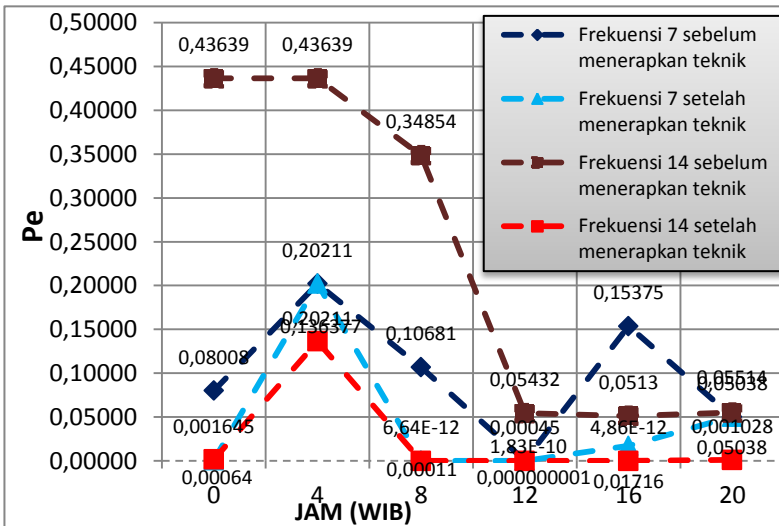 0,50000
0,45000
0,40000
0,35000
0,30000
0,25000
0,20000
0,15000
0,10000
0,05000
0,00000
Pe
0,43639
0,43639
0,34854
0,20211
0,20211
0,136377
0,08008
0,10681
0,15375
0,05432
0,0513
0,05514
0,05038
0,001645
6,64E-12
0,00045
4,86E-12
0,001028
1,83E-10
0,05038
0,00064
0,00011
0,0000000001
0,01716
0
4
8
12
16
20
JAM (WIB)
Frekuensi 7 sebelum
menerapkan teknik
Frekuensi 7 setelah
menerapkan teknik
Frekuensi 14 sebelum
menerapkan teknik
Frekuensi 14 setelah
menerapkan teknik